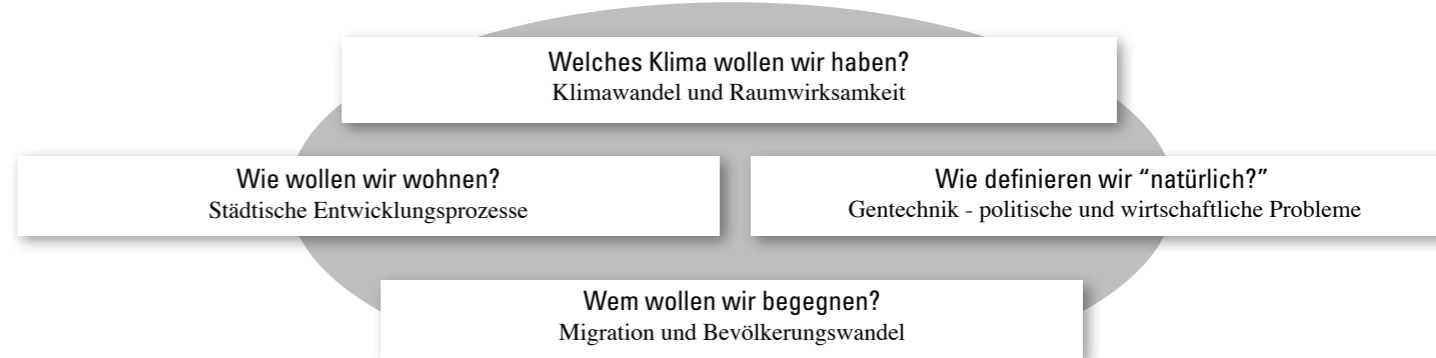 Welches Klima wollen wir haben?
Klimawandel und Raumwirksamkeit
Wie wollen wir wohnen?
Städtische Entwicklungsprozesse
Wie definieren wir “natürlich?”
Gentechnik - politische und wirtschaftliche Probleme
Wem wollen wir begegnen?
Migration und Bevölkerungswandel